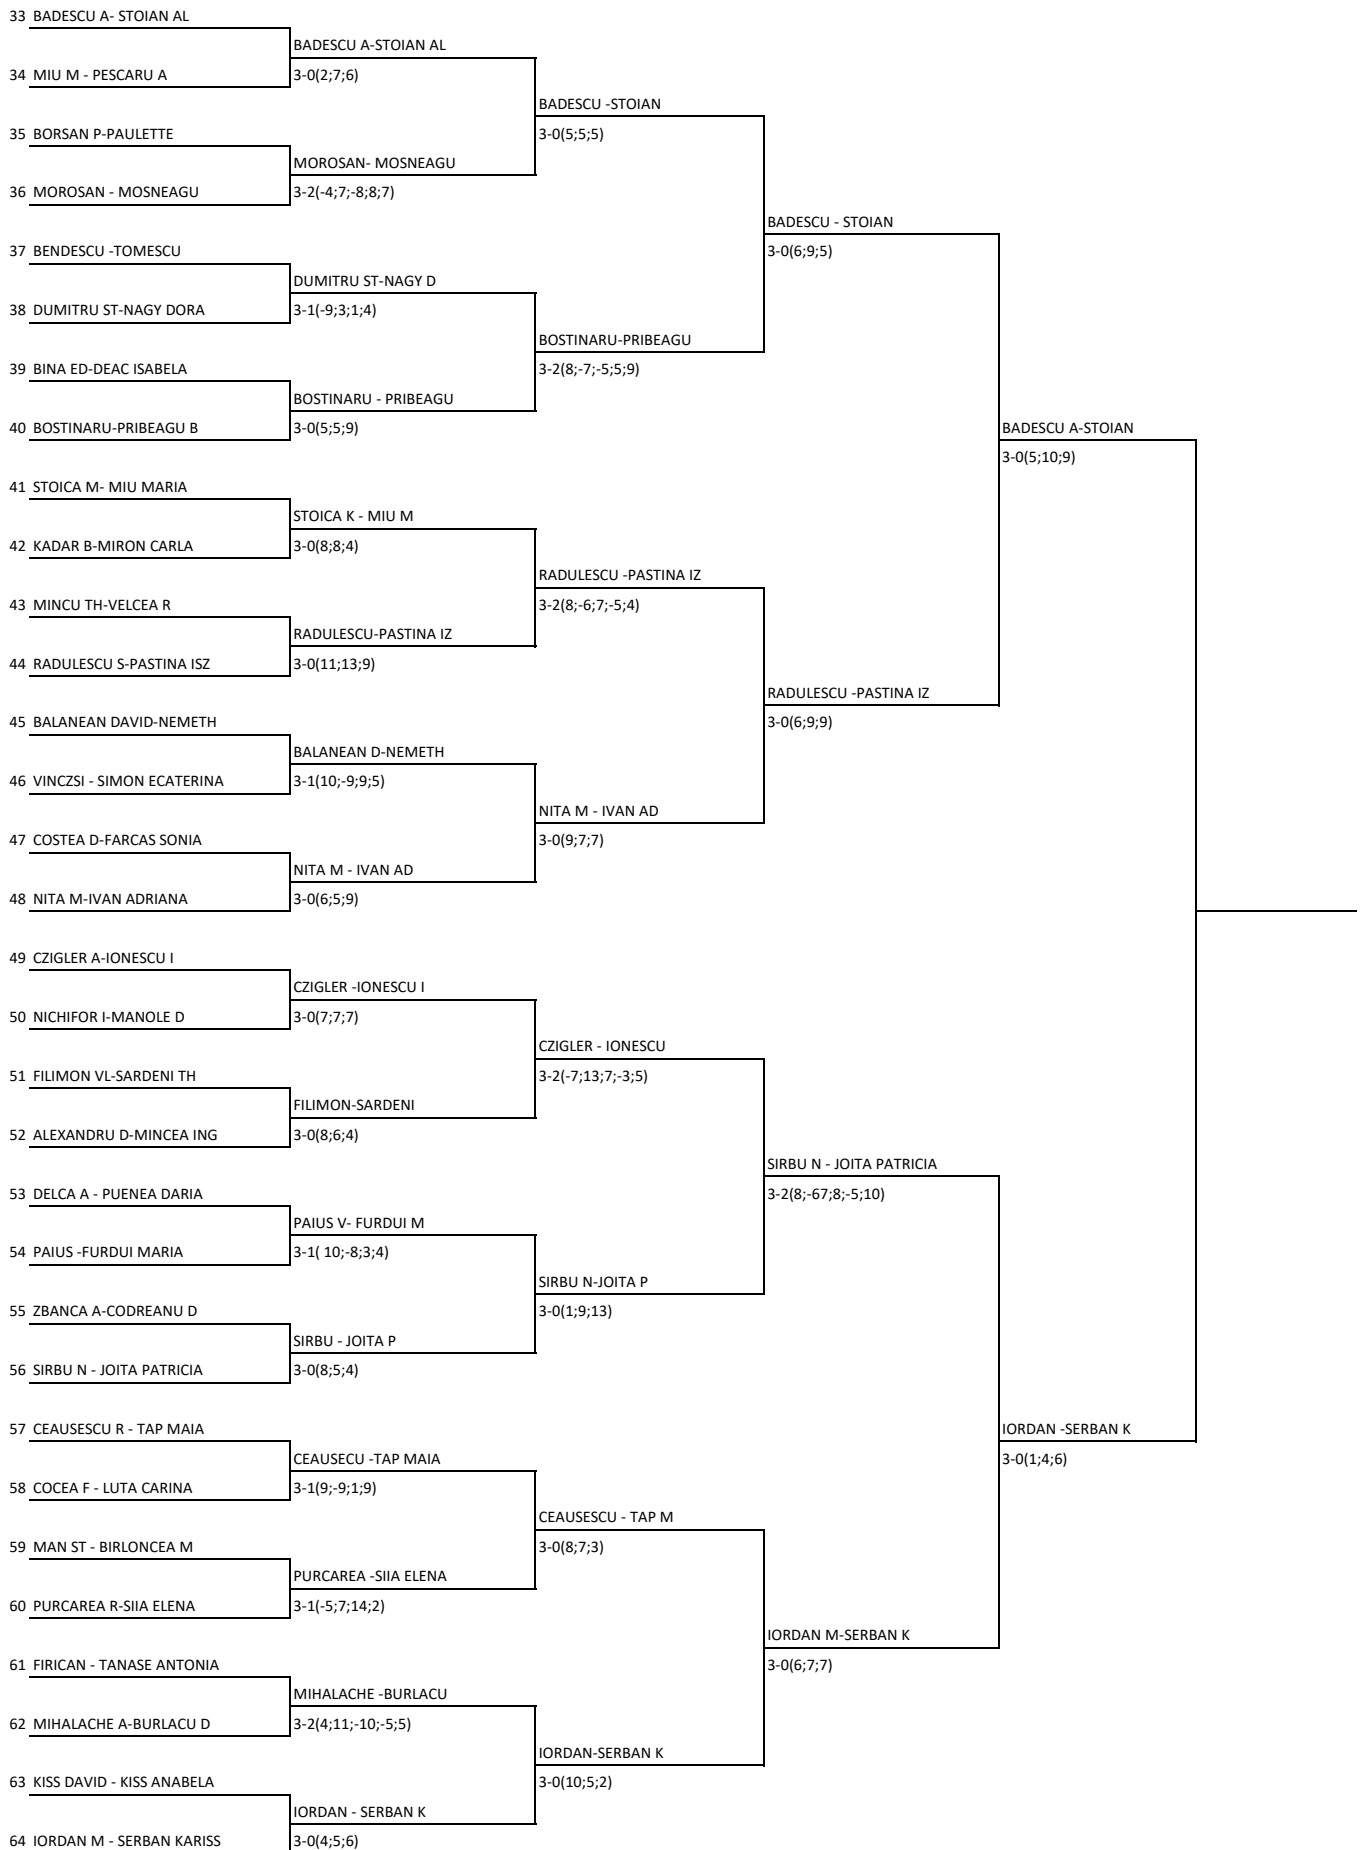 33 BADESCU A- STOIAN AL
BADESCU A-STOIAN AL
34 MIU M - PESCARU A
3-0(2;7;6)
BADESCU -STOIAN
35 BORSAN P-PAULETTE
3-0(5;5;5)
MOROSAN- MOSNEAGU
36 MOROSAN - MOSNEAGU
3-2(-4;7;-8;8;7)
BADESCU - STOIAN
37 BENDESCU -TOMESCU
3-0(6;9;5)
DUMITRU ST-NAGY D
38 DUMITRU ST-NAGY DORA
3-1(-9;3;1;4)
BOSTINARU-PRIBEAGU
39 BINA ED-DEAC ISABELA
3-2(8;-7;-5;5;9)
BOSTINARU - PRIBEAGU
40 BOSTINARU-PRIBEAGU B
3-0(5;5;9)
BADESCU A-STOIAN
3-0(5;10;9)
41 STOICA M- MIU MARIA
STOICA K - MIU M
42 KADAR B-MIRON CARLA
3-0(8;8;4)
RADULESCU -PASTINA IZ
43 MINCU TH-VELCEA R
3-2(8;-6;7;-5;4)
RADULESCU-PASTINA IZ
44 RADULESCU S-PASTINA ISZ
3-0(11;13;9)
RADULESCU -PASTINA IZ
45 BALANEAN DAVID-NEMETH
3-0(6;9;9)
BALANEAN D-NEMETH
46 VINCZSI - SIMON ECATERINA
3-1(10;-9;9;5)
NITA M - IVAN AD
47 COSTEA D-FARCAS SONIA
3-0(9;7;7)
NITA M - IVAN AD
48 NITA M-IVAN ADRIANA
3-0(6;5;9)
49 CZIGLER A-IONESCU I
CZIGLER -IONESCU I
50 NICHIFOR I-MANOLE D
3-0(7;7;7)
CZIGLER - IONESCU
51 FILIMON VL-SARDENI TH
3-2(-7;13;7;-3;5)
FILIMON-SARDENI
52 ALEXANDRU D-MINCEA ING
3-0(8;6;4)
SIRBU N - JOITA PATRICIA
53 DELCA A - PUENEA DARIA
3-2(8;-67;8;-5;10)
PAIUS V- FURDUI M
54 PAIUS -FURDUI MARIA
3-1( 10;-8;3;4)
SIRBU N-JOITA P
55 ZBANCA A-CODREANU D
3-0(1;9;13)
SIRBU - JOITA P
56 SIRBU N - JOITA PATRICIA
3-0(8;5;4)
57 CEAUSESCU R - TAP MAIA
IORDAN -SERBAN K
CEAUSECU -TAP MAIA
3-0(1;4;6)
58 COCEA F - LUTA CARINA
3-1(9;-9;1;9)
CEAUSESCU - TAP M
59 MAN ST - BIRLONCEA M
3-0(8;7;3)
PURCAREA -SIIA ELENA
60 PURCAREA R-SIIA ELENA
3-1(-5;7;14;2)
IORDAN M-SERBAN K
61 FIRICAN - TANASE ANTONIA
3-0(6;7;7)
MIHALACHE -BURLACU
62 MIHALACHE A-BURLACU D
3-2(4;11;-10;-5;5)
IORDAN-SERBAN K
63 KISS DAVID - KISS ANABELA
3-0(10;5;2)
IORDAN - SERBAN K
64 IORDAN M - SERBAN KARISS
3-0(4;5;6)